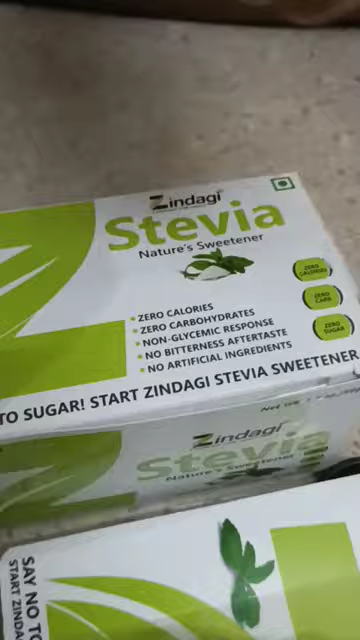 Zindagi
Stevia
Nature's Sweetener
ZERO CALORIES
ZERO CARB
ZERO SUGAR
ZERO CALORIES
ZERO CARBOHYDRATES
NON-GLYCEMIC RESPONSE
NO BITTERNESS AFTERTASTE
NO ARTIFICIAL INGREDIENTS
TO SUGAR! START ZINDAGI STEVIA SWEETENER
Net
Zindagi
Stevia
Nature's Sweetener
SAY NO TO
START ZINDA